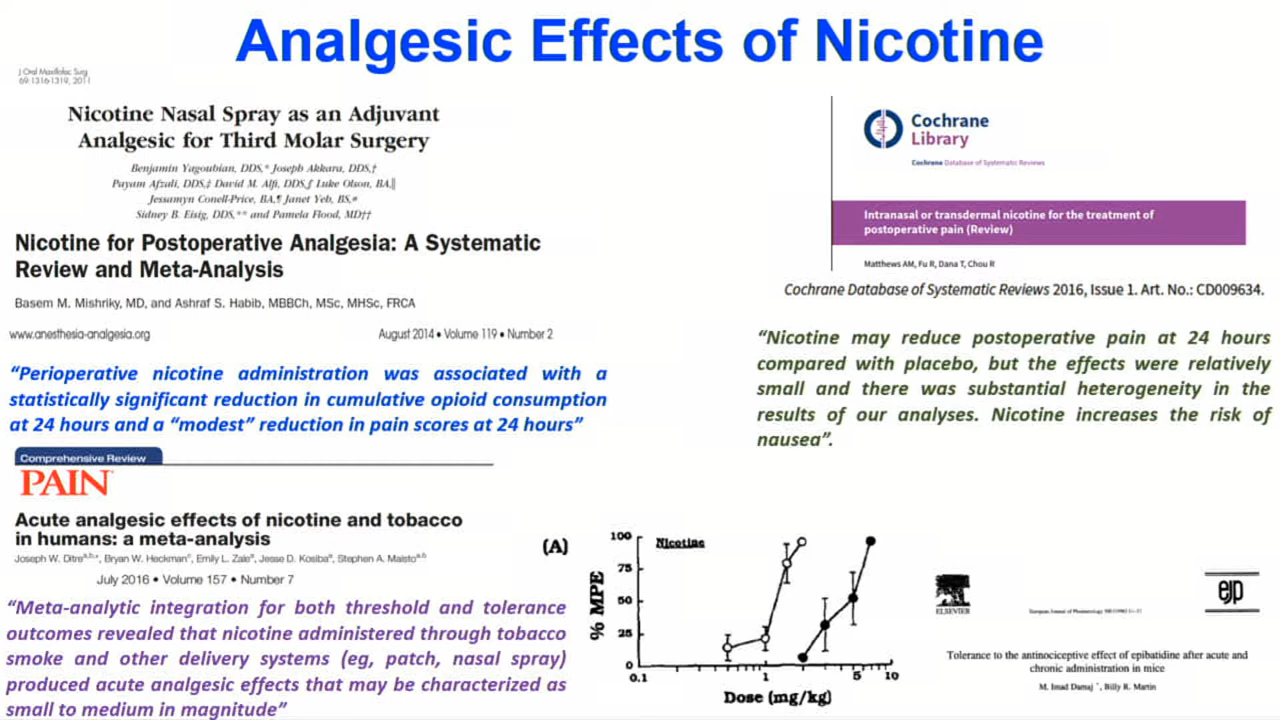 Analgesic Effects of Nicotine
J Oral Maxillofac Surg
69:1316-1319, 2011
Nicotine Nasal Spray as an Adjuvant
Analgesic for Third Molar Surgery
Benjamin Yagoubian, DDS,* Joseph Akkara, DDS,†
Payam Afzali, DDS,‡ David M. Alfi, DDS,§ Luke Olson, BA,||
Jessamyn Conell-Price, BA,¶ Janet Yeh, BS,#
Sidney B. Eisig, DDS,** and Pamela Flood, MD††
Nicotine for Postoperative Analgesia: A Systematic
Review and Meta-Analysis
Basem M. Mishriky, MD, and Ashraf S. Habib, MBBCh, MSc, MHSc, FRCA
www.anesthesia-analgesia.org August 2014 • Volume 119 • Number 2
“Perioperative nicotine administration was associated with a
statistically significant reduction in cumulative opioid consumption
at 24 hours and a “modest” reduction in pain scores at 24 hours”
Comprehensive Review
PAIN
Acute analgesic effects of nicotine and tobacco
in humans: a meta-analysis
Joseph W. Ditre a,b,*, Bryan W. Heckman c, Emily L. Zale a, Jesse D. Kosiba a, Stephen A. Maisto a,b
July 2016 • Volume 157 • Number 7
“Meta-analytic integration for both threshold and tolerance
outcomes revealed that nicotine administered through tobacco
smoke and other delivery systems (eg, patch, nasal spray)
produced acute analgesic effects that may be characterized as
small to medium in magnitude”
Cochrane
Library
Cochrane Database of Systematic Reviews
Intranasal or transdermal nicotine for the treatment of
postoperative pain (Review)
Matthews AM, Fu R, Dana T, Chou R
Cochrane Database of Systematic Reviews 2016, Issue 1. Art. No.: CD009634.
“Nicotine may reduce postoperative pain at 24 hours
compared with placebo, but the effects were relatively
small and there was substantial heterogeneity in the
results of our analyses. Nicotine increases the risk of
nausea”.
(A)
Nicotine
% MPE
100
75
50
25
0
0.1 1 5 10
Dose (mg/kg)
ELSEVIER
European Journal of Pharmacology
ejp
Tolerance to the antinociceptive effect of epibatidine after acute and
chronic administration in mice
M. Imad Damaj *, Billy R. Martin